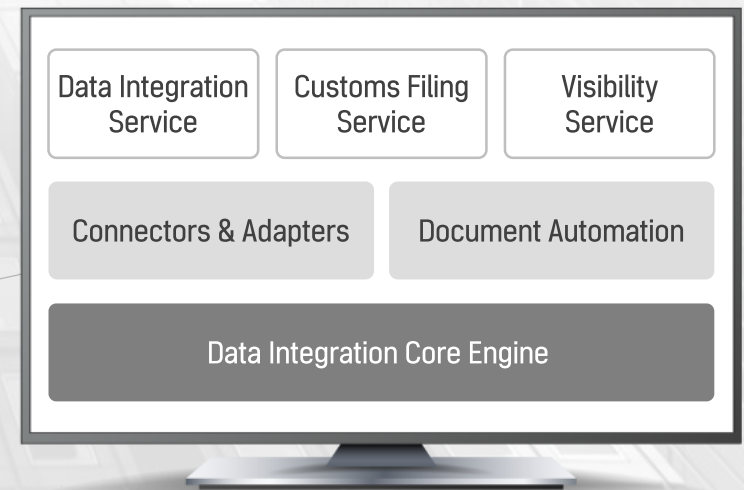 Data Integration
Service
Customs Filing
Service
Visibility
Service
Connectors & Adapters
Document Automation
Data Integration Core Engine